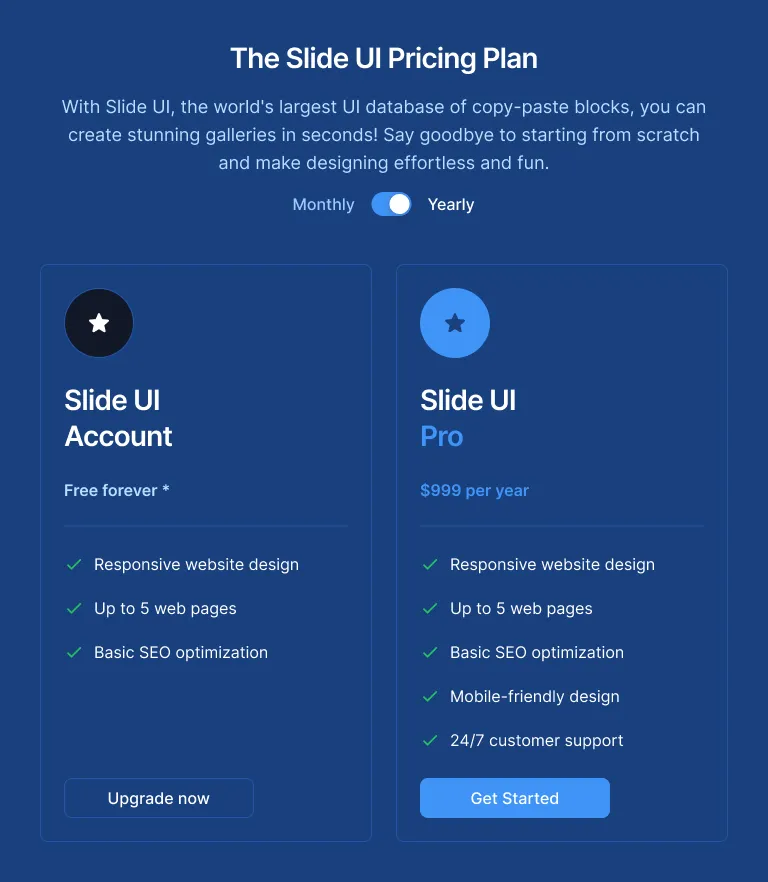 The Slide UI Pricing Plan
With Slide UI, the world's largest UI database of copy-paste blocks, you can
create stunning galleries in seconds! Say goodbye to starting from scratch
and make designing effortless and fun.
Monthly Yearly
Slide UI
Account
Free forever *
Responsive website design
Up to 5 web pages
Basic SEO optimization
Upgrade now
Slide UI
Pro
$999 per year
Responsive website design
Up to 5 web pages
Basic SEO optimization
Mobile-friendly design
24/7 customer support
Get Started